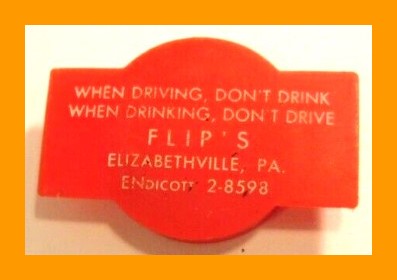 WHEN DRIVING, DON'T DRINK
WHEN DRINKING, DON'T DRIVE
FLIP'S
ELIZABETHVILLE, PA.
ENDICOTT 2-8598